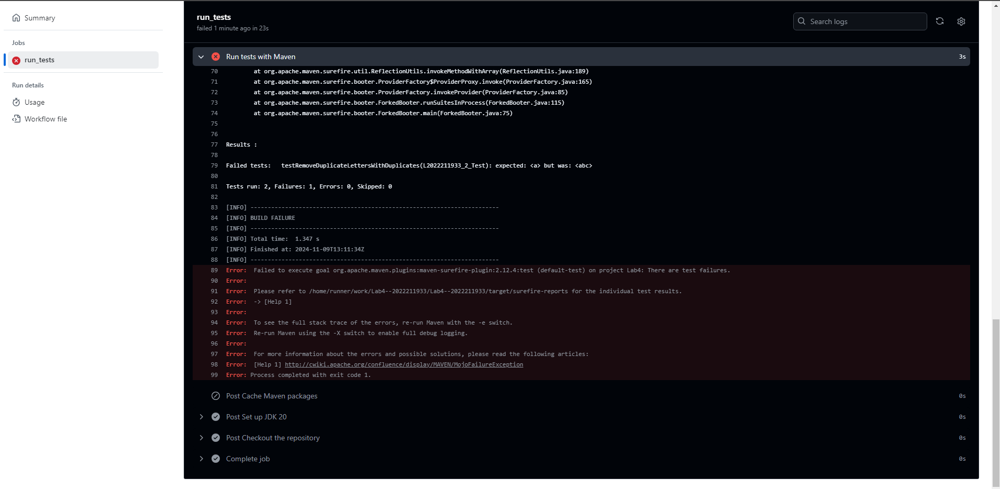 Summary
Jobs
run_tests
Run details
Usage
Workflow file
run_tests
failed 1 minute ago in 23s
Search logs
Run tests with Maven 3s
70 at org.apache.maven.surefire.util.ReflectionUtils.invokeMethodWithArray(ReflectionUtils.java:189)
71 at org.apache.maven.surefire.booter.ProviderFactory$ProviderProxy.invoke(ProviderFactory.java:165)
72 at org.apache.maven.surefire.booter.ProviderFactory.invokeProvider(ProviderFactory.java:85)
73 at org.apache.maven.surefire.booter.ForkedBooter.runSuitesInProcess(ForkedBooter.java:115)
74 at org.apache.maven.surefire.booter.ForkedBooter.main(ForkedBooter.java:75)
75
76
77 Results :
78
79 Failed tests:   testRemoveDuplicateLettersWithDuplicates(L2022211933_2_Test): expected: <a> but was: <abc>
80
81 Tests run: 2, Failures: 1, Errors: 0, Skipped: 0
82
83 [INFO] ------------------------------------------------------------------------
84 [INFO] BUILD FAILURE
85 [INFO] ------------------------------------------------------------------------
86 [INFO] Total time:  1.347 s
87 [INFO] Finished at: 2024-11-09T13:11:34Z
88 [INFO] ------------------------------------------------------------------------
89 Error:  Failed to execute goal org.apache.maven.plugins:maven-surefire-plugin:2.12.4:test (default-test) on project Lab4: There are test failures.
90 Error:
91 Error:  Please refer to /home/runner/work/Lab4--2022211933/Lab4--2022211933/target/surefire-reports for the individual test results.
92 Error:  -> [Help 1]
93 Error:
94 Error:  To see the full stack trace of the errors, re-run Maven with the -e switch.
95 Error:  Re-run Maven using the -X switch to enable full debug logging.
96 Error:
97 Error:  For more information about the errors and possible solutions, please read the following articles:
98 Error:  [Help 1] http://cwiki.apache.org/confluence/display/MAVEN/MojoFailureException
99 Error: Process completed with exit code 1.
Post Cache Maven packages 0s
Post Set up JDK 20 0s
Post Checkout the repository 0s
Complete job 0s